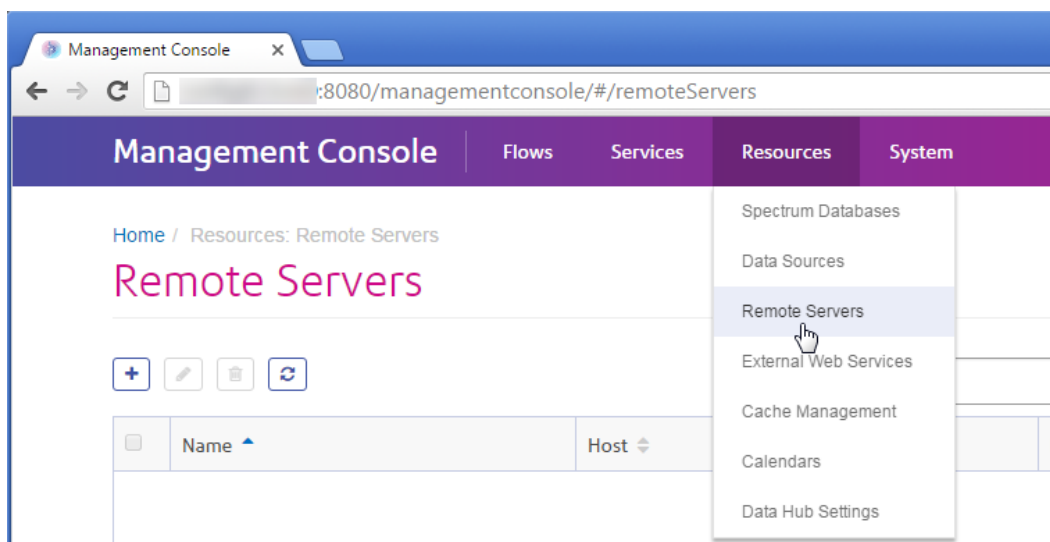 Management Console
:8080/managementconsole/#/remoteServers
Management Console Flows Services Resources System
Home / Resources: Remote Servers
Remote Servers
Spectrum Databases
Data Sources
Remote Servers
External Web Services
Cache Management
Calendars
Data Hub Settings
Name Host